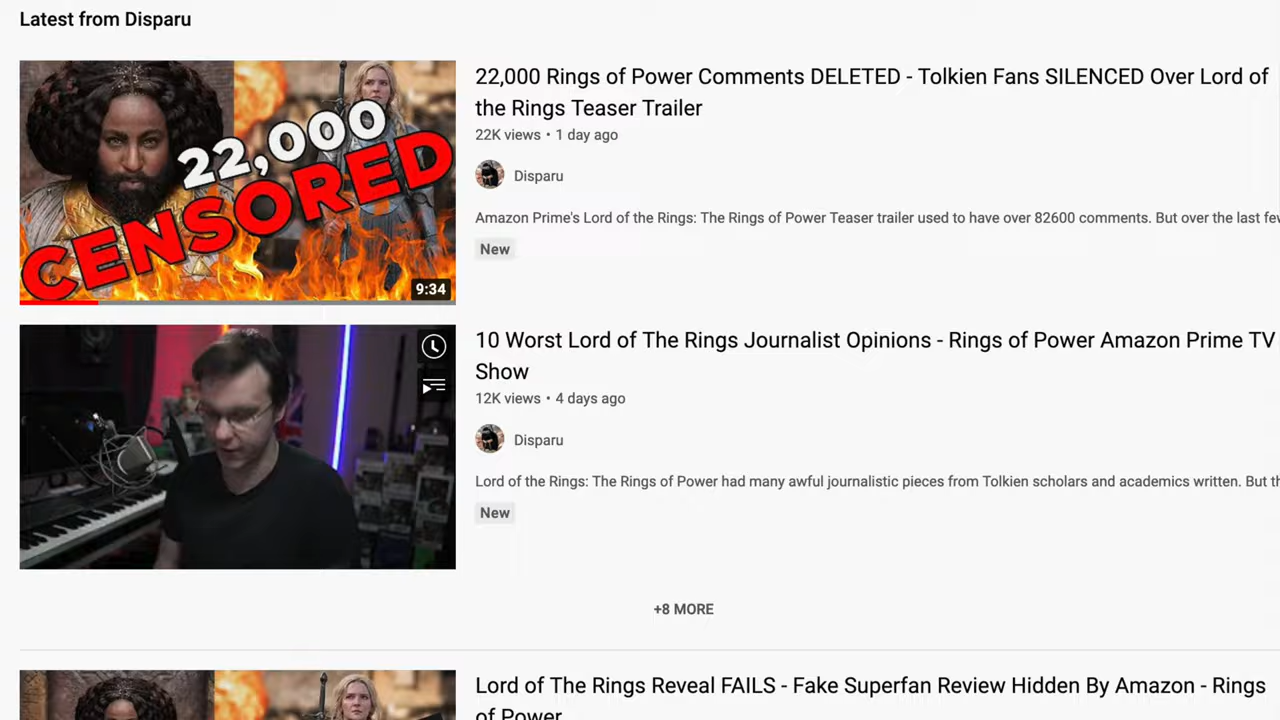 Latest from Disparu
22,000
CENSORED
9:34
22,000 Rings of Power Comments DELETED - Tolkien Fans SILENCED Over Lord of
the Rings Teaser Trailer
22K views • 1 day ago
Disparu
Amazon Prime's Lord of the Rings: The Rings of Power Teaser trailer used to have over 82600 comments. But over the last few
New
10 Worst Lord of The Rings Journalist Opinions - Rings of Power Amazon Prime TV
Show
12K views • 4 days ago
Disparu
Lord of the Rings: The Rings of Power had many awful journalistic pieces from Tolkien scholars and academics written. But th
New
+8 MORE
Lord of The Rings Reveal FAILS - Fake Superfan Review Hidden By Amazon - Rings
of Power